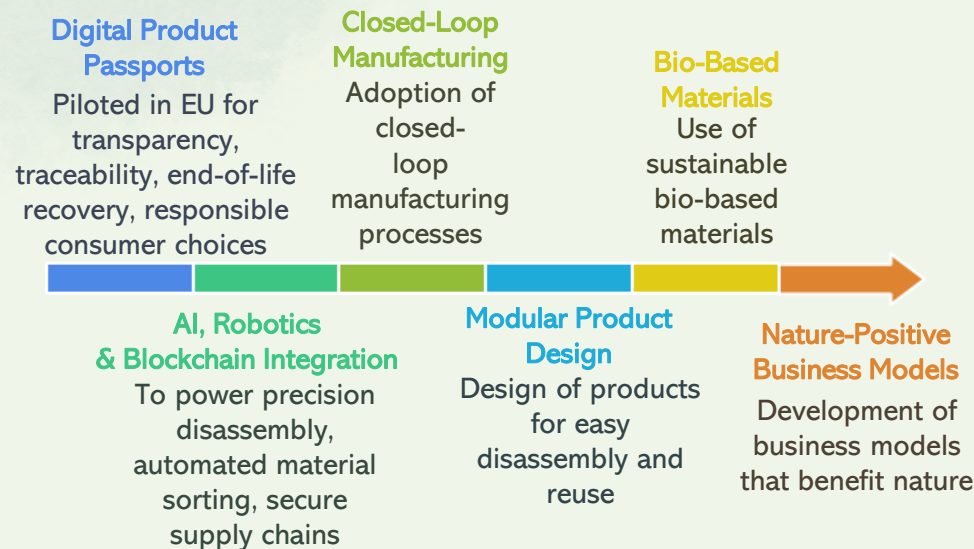 Digital Product
Passports
Piloted in EU for
transparency,
traceability, end-of-life
recovery, responsible
consumer choices
Closed-Loop
Manufacturing
Adoption of
closed-
loop
manufacturing
processes
Bio-Based
Materials
Use of
sustainable
bio-based
materials
AI, Robotics
& Blockchain Integration
To power precision
disassembly,
automated material
sorting, secure
supply chains
Modular Product
Design
Design of products
for easy
disassembly and
reuse
Nature-Positive
Business Models
Development of
business models
that benefit nature